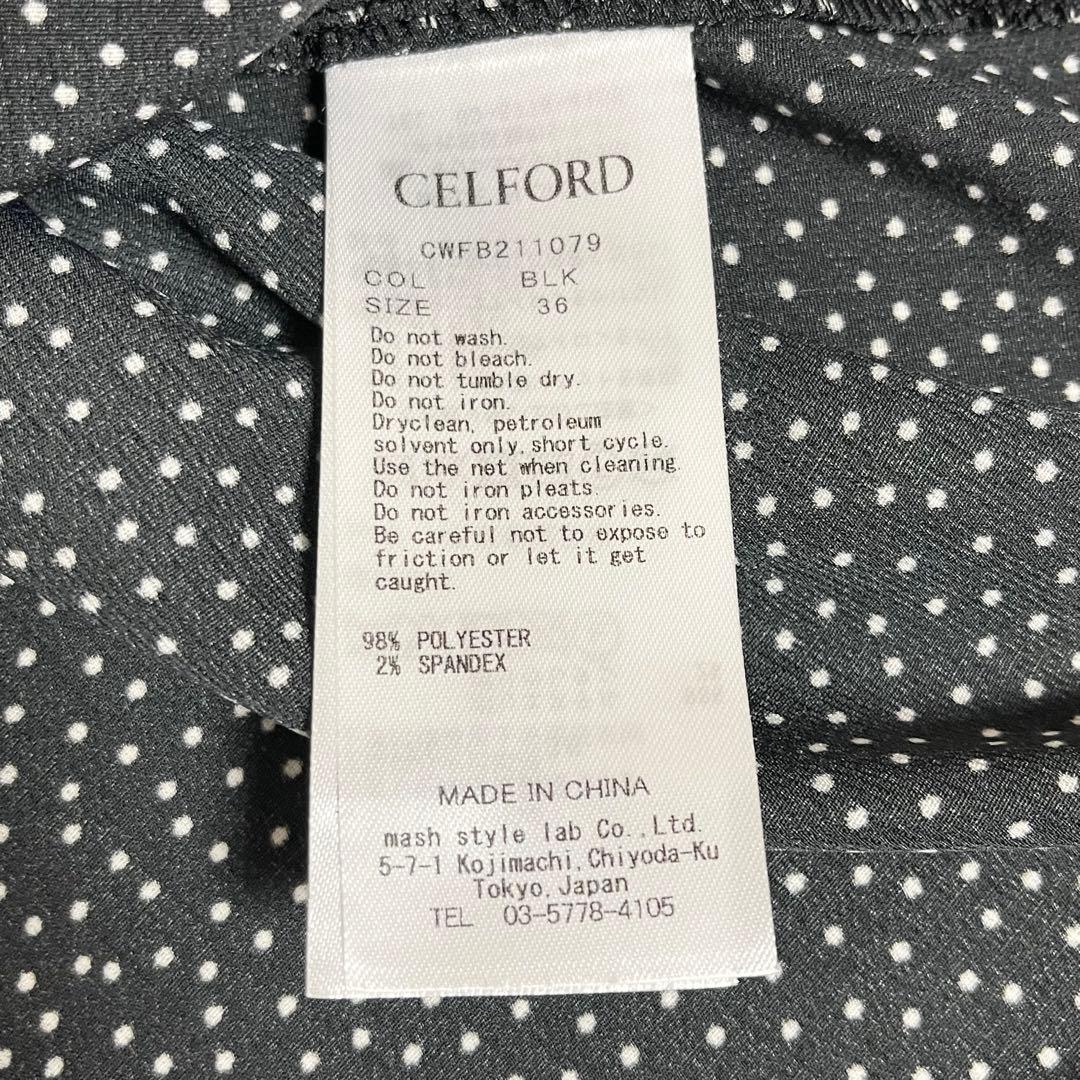 CELFORD
CWFB211079
COL BLK
SIZE 36
Do not wash.
Do not bleach.
Do not tumble dry.
Do not iron.
Dryclean, petroleum
solvent only, short cycle.
Use the net when cleaning.
Do not iron pleats.
Do not iron accessories.
Be careful not to expose to
friction or let it get
caught.
98% POLYESTER
2% SPANDEX
MADE IN CHINA
mash style lab Co.,Ltd.
5-7-1 Kojimachi,Chiyoda-Ku
Tokyo,Japan
TEL 03-5778-4105